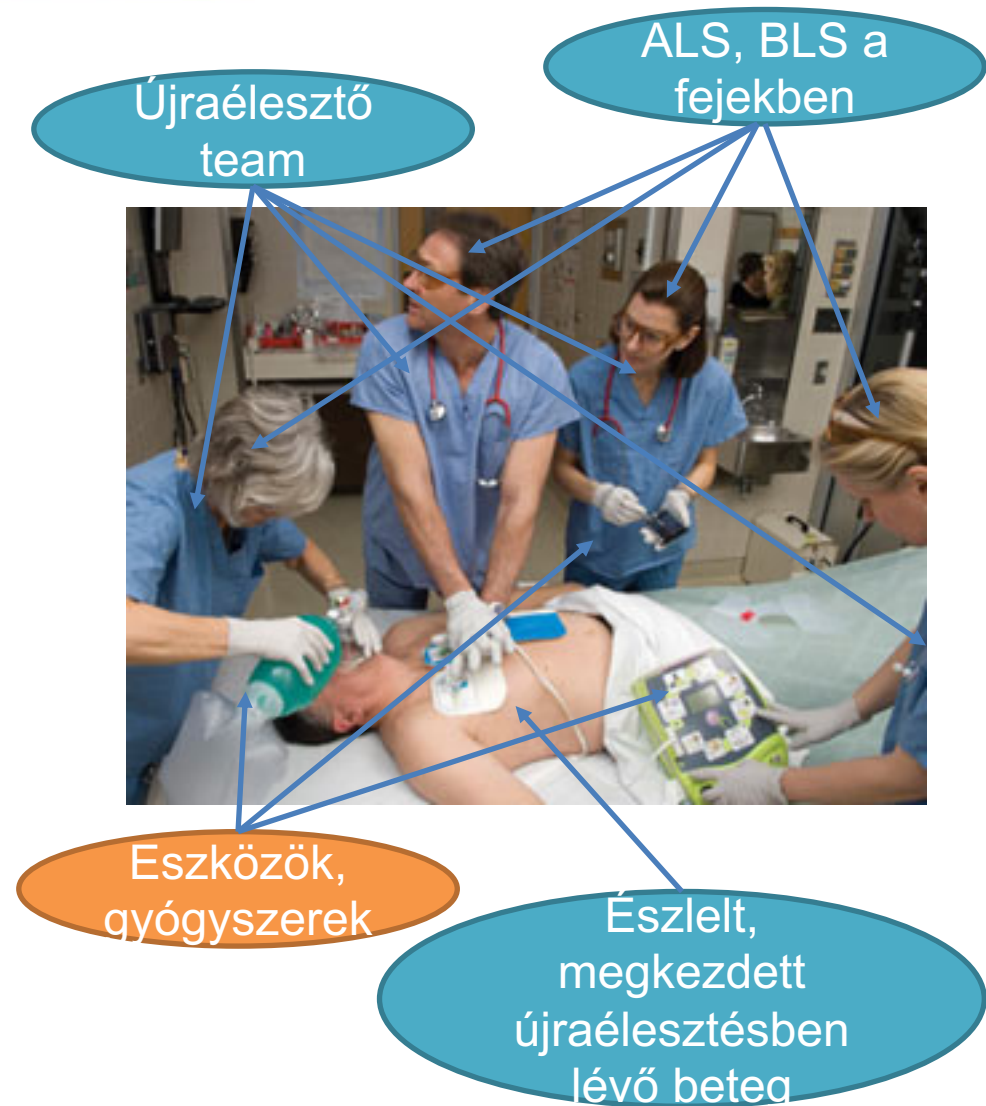 ALS, BLS a
fejekben
Újraélesztő
team
Eszközök,
gyógyszerek
Észlelt,
megkezdett
újraélesztésben
lévő beteg